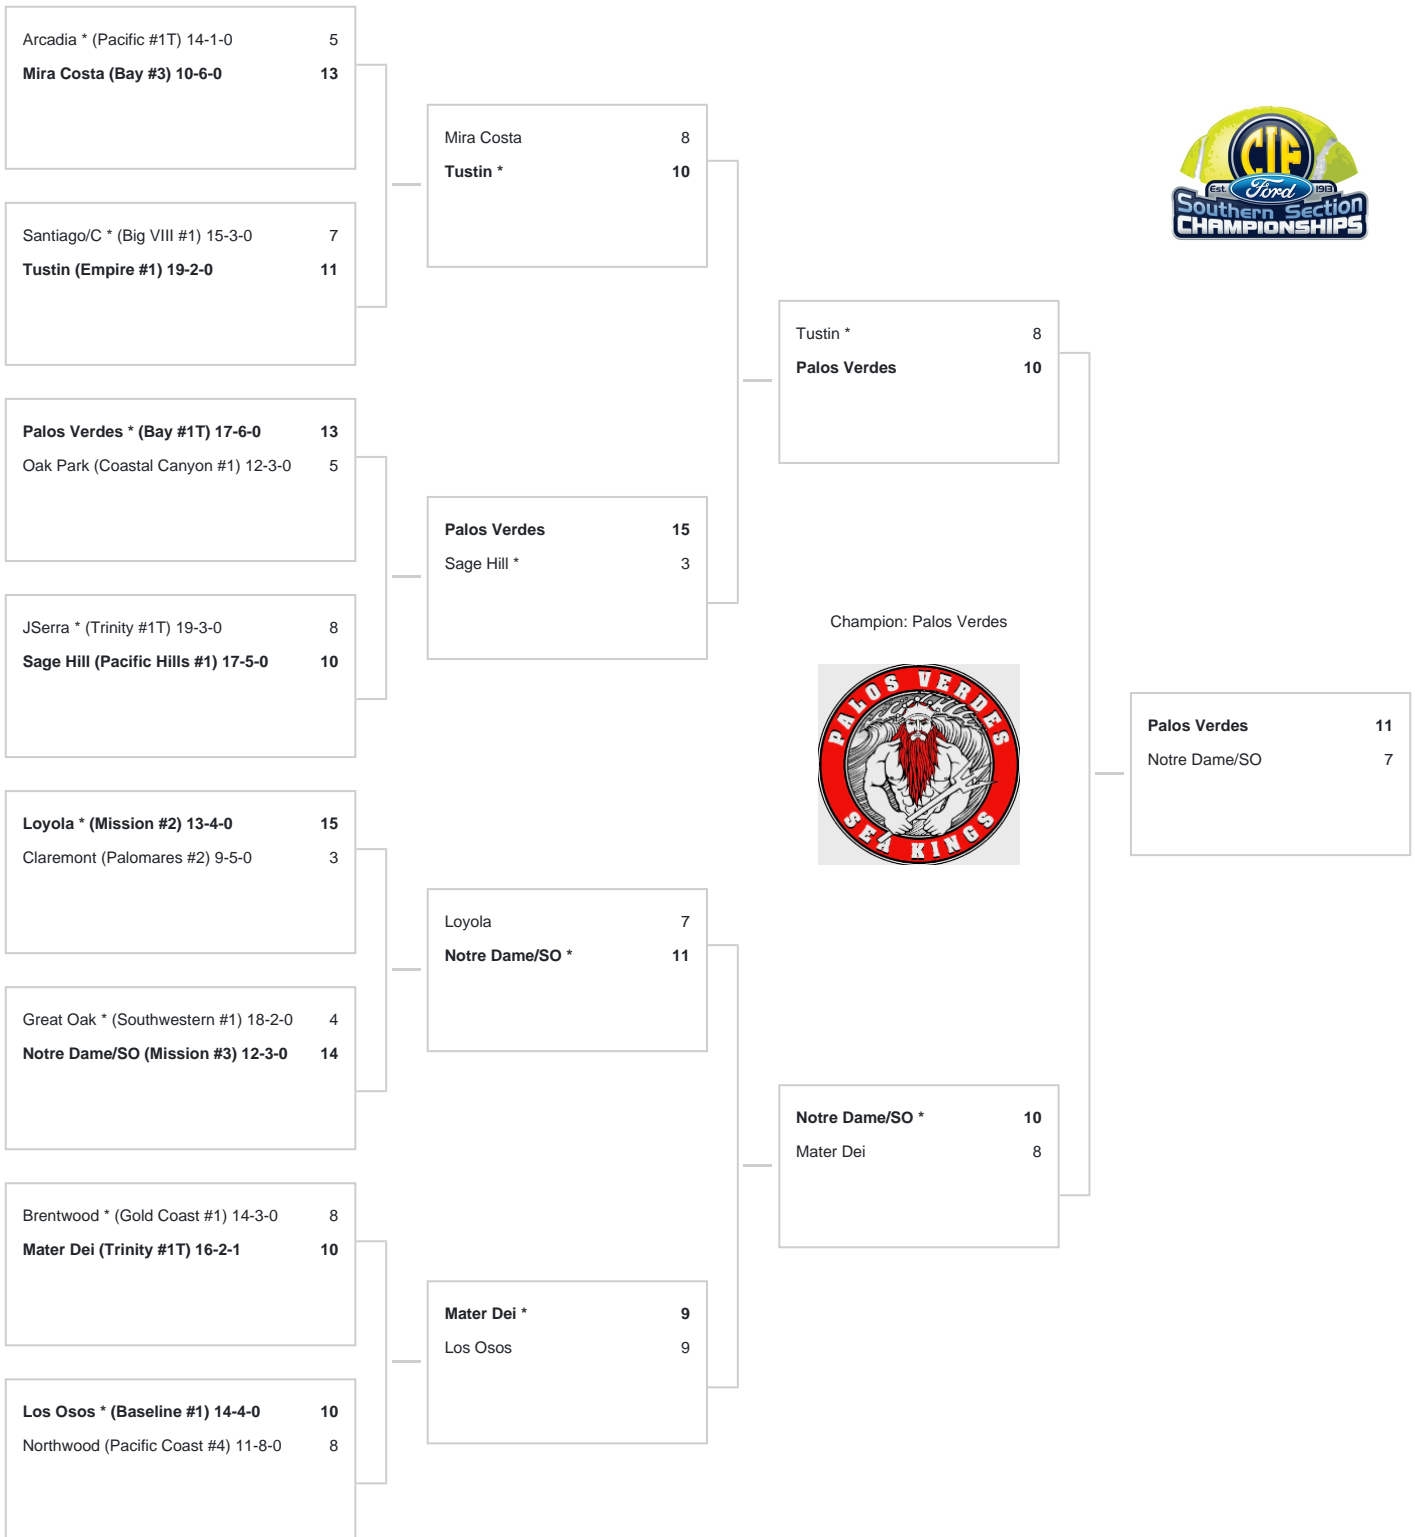 Arcadia * (Pacific #1T) 14-1-0 5
Mira Costa (Bay #3) 10-6-0 13
Santiago/C * (Big VIII #1) 15-3-0 7
Tustin (Empire #1) 19-2-0 11
Palos Verdes * (Bay #1T) 17-6-0 13
Oak Park (Coastal Canyon #1) 12-3-0 5
JSerra * (Trinity #1T) 19-3-0 8
Sage Hill (Pacific Hills #1) 17-5-0 10
Loyola * (Mission #2) 13-4-0 15
Claremont (Palomares #2) 9-5-0 3
Great Oak * (Southwestern #1) 18-2-0 4
Notre Dame/SO (Mission #3) 12-3-0 14
Brentwood * (Gold Coast #1) 14-3-0 8
Mater Dei (Trinity #1T) 16-2-1 10
Los Osos * (Baseline #1) 14-4-0 10
Northwood (Pacific Coast #4) 11-8-0 8
Mira Costa 8
Tustin * 10
Palos Verdes 15
Sage Hill * 3
Loyola 7
Notre Dame/SO * 11
Mater Dei * 9
Los Osos 9
Tustin * 8
Palos Verdes 10
Notre Dame/SO * 10
Mater Dei 8
Champion: Palos Verdes
PALOS VERDES
SEA KINGS
Palos Verdes 11
Notre Dame/SO 7
CIF
Est. Ford 1913
Southern Section
CHAMPIONSHIPS